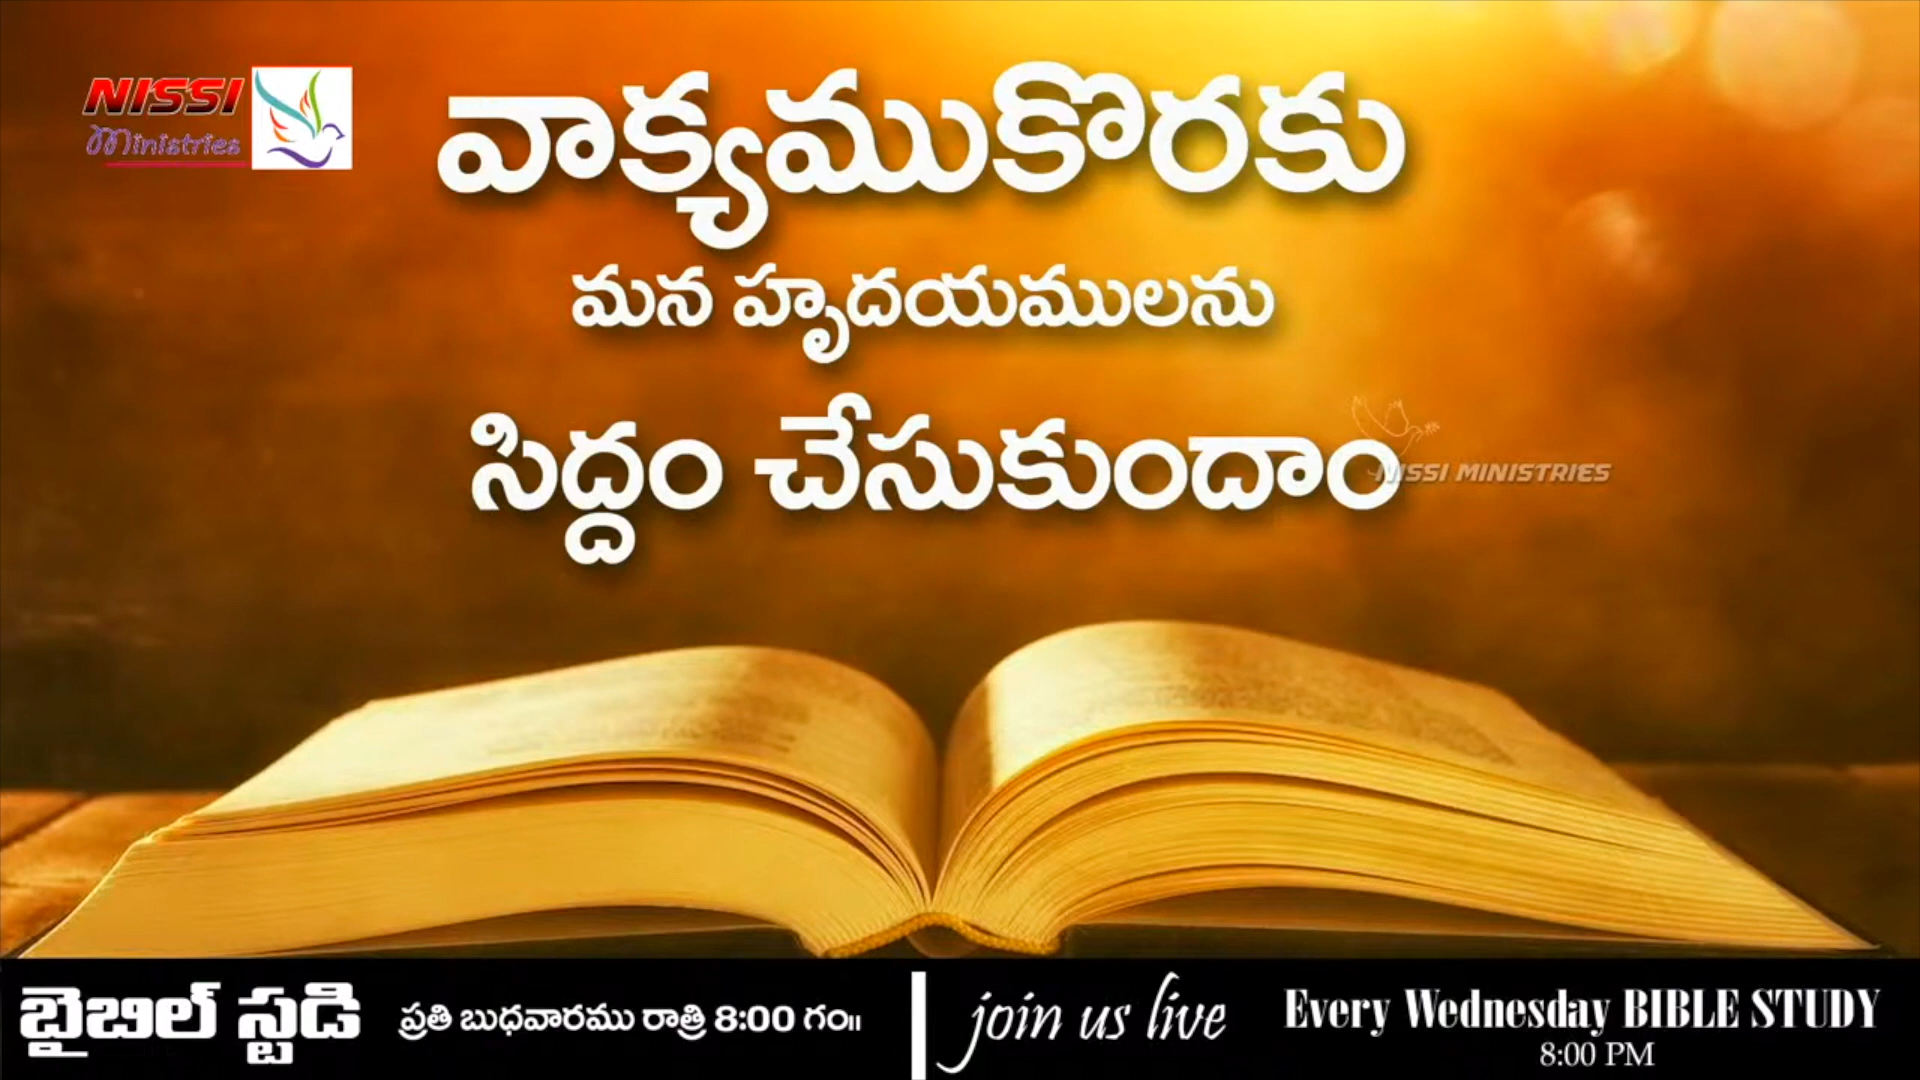 NISSI
Ministries
వాక్యముకొరకు
మన హృదయములను
సిద్దం చేసుకుందాం
NISSI MINISTRIES
బైబిల్ స్టడి ప్రతి బుధవారము రాత్రి 8:00 గం॥ join us live Every Wednesday BIBLE STUDY
8:00 PM